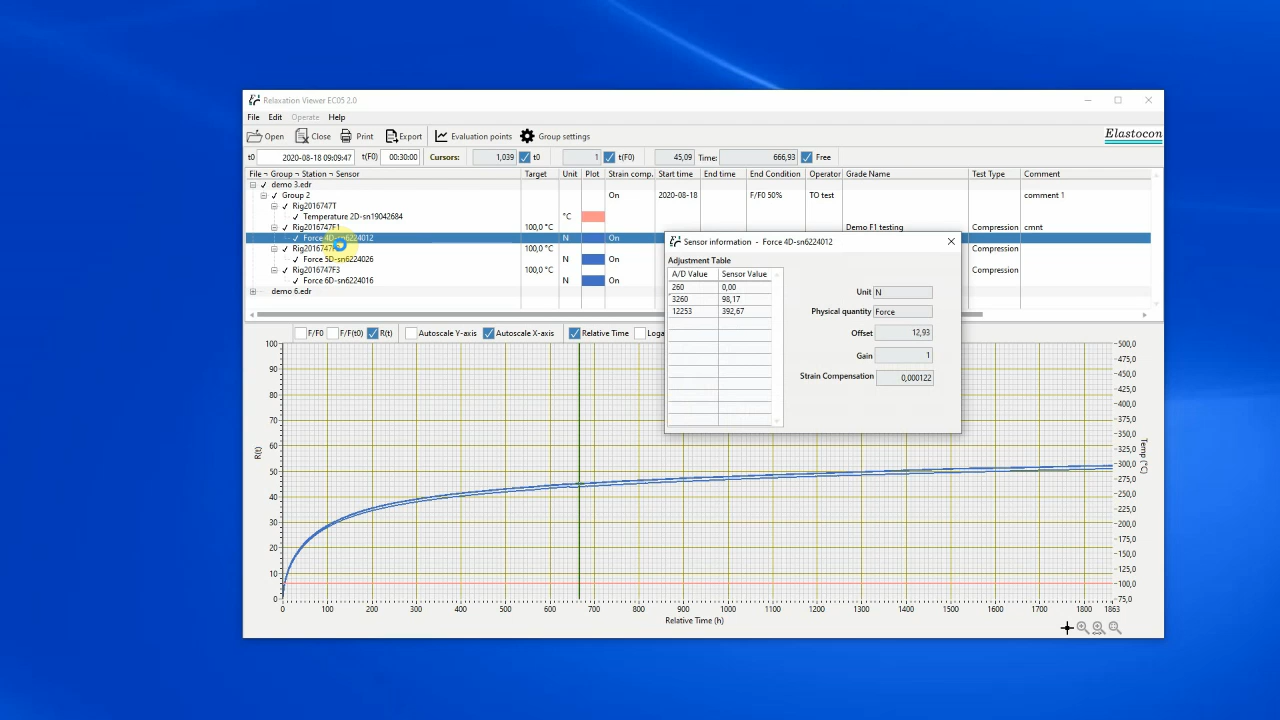 Relaxation Viewer EC05 2.0
File Edit Operate Help
Open Close Print Export Evaluation points Group settings
Elastocon
t0 2020-08-18 09:09:47 t(F0) 00:30:00 Cursors: 1,039 t0 1 t(F0) 45,09 Time: 666,93 Free
File ¬ Group ¬ Station ¬ Sensor Target Unit Plot Strain comp. Start time End time End Condition Operator Grade Name Test Type Comment
demo 3.edr
Group 2 On 2020-08-18 F/F0 50% TO test comment 1
Rig2016747T
Temperature 2D-sn19042684 °C
Rig2016747F1 100,0 °C Demo F1 testing Compression cmnt
Force 4D-sn6224012 N On
100,0 °C Compression
Force 5D-sn6224026 N On
Rig2016747F3 100,0 °C Compression
Force 6D-sn6224016 N On
demo 6.edr
Sensor information - Force 4D-sn6224012
Adjustment Table
A/D Value Sensor Value
260 0,00
3260 98,17
12253 392,67
Unit N
Physical quantity Force
Offset 12,93
Gain 1
Strain Compensation 0,000122
F/F0 F/F(t0) R(t) Autoscale Y-axis Autoscale X-axis Relative Time Loga
100
90
80
70
60
50
40
30
20
10
0
R(t)
500,0
475,0
450,0
425,0
400,0
375,0
350,0
325,0
300,0
275,0
250,0
225,0
200,0
175,0
150,0
125,0
100,0
75,0
Temp (°C)
0 100 200 300 400 500 600 700 800 900 1000 1100 1200 1300 1400 1500 1600 1700 1800 1863
Relative Time (h)